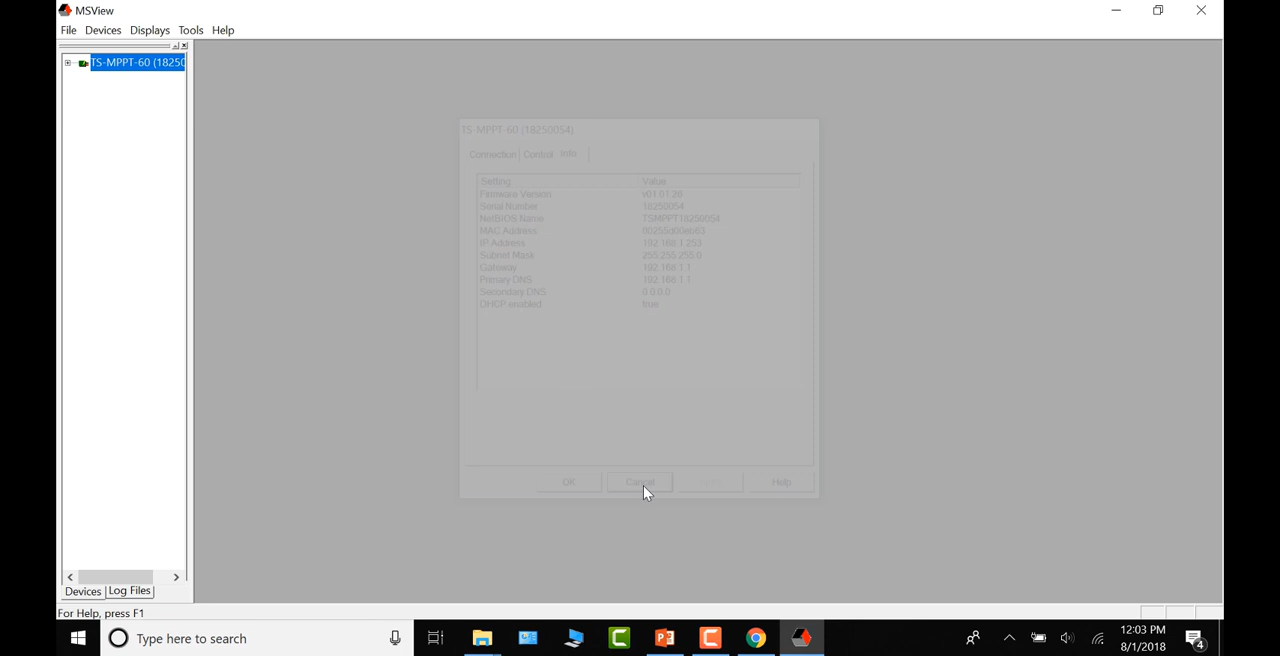 MSView
File Devices Displays Tools Help
TS-MPPT-60 (18250
TS-MPPT-60 (18250054)
Connection Control Info
Setting Value
Firmware Version v01.01.26
Serial Number 18250054
NetBIOS Name TSMPPT18250054
MAC Address
IP Address 192.168.1.253
Subnet Mask 255.255.255.0
Gateway 192.168.1.1
Primary DNS 192.168.1.1
Secondary DNS 0.0.0.0
DHCP enabled true
OK Cancel Help
Devices Log Files
For Help, press F1
Type here to search
12:03 PM
8/1/2018
4